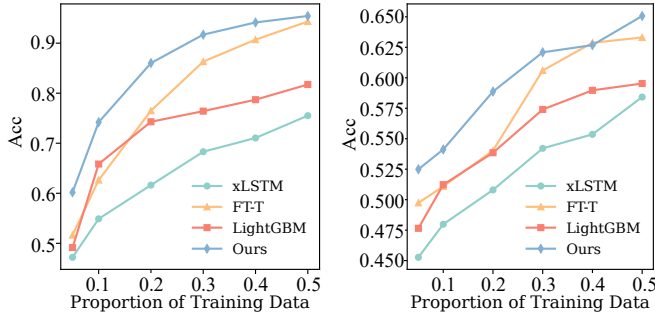 0.9
0.8
0.7
0.6
0.5
Acc
0.1 0.2 0.3 0.4 0.5
Proportion of Training Data
xLSTM
FT-T
LightGBM
Ours
0.650
0.625
0.600
0.575
0.550
0.525
0.500
0.475
0.450
Acc
0.1 0.2 0.3 0.4 0.5
Proportion of Training Data
xLSTM
FT-T
LightGBM
Ours